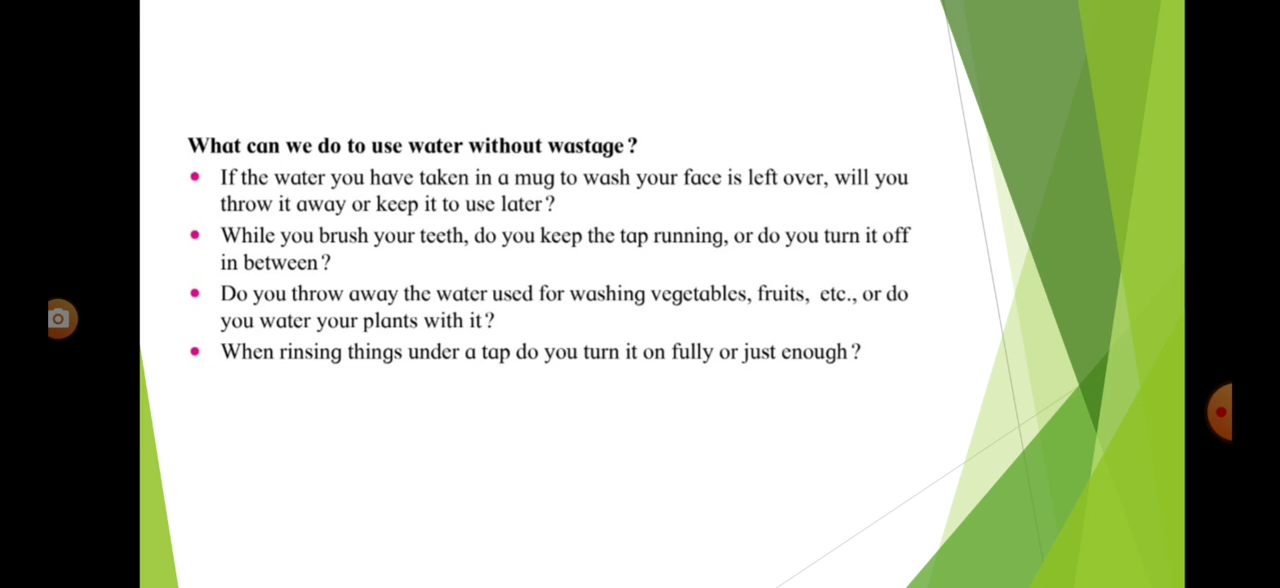 What can we do to use water without wastage?
• If the water you have taken in a mug to wash your face is left over, will you
throw it away or keep it to use later?
• While you brush your teeth, do you keep the tap running, or do you turn it off
in between?
• Do you throw away the water used for washing vegetables, fruits, etc., or do
you water your plants with it?
• When rinsing things under a tap do you turn it on fully or just enough?